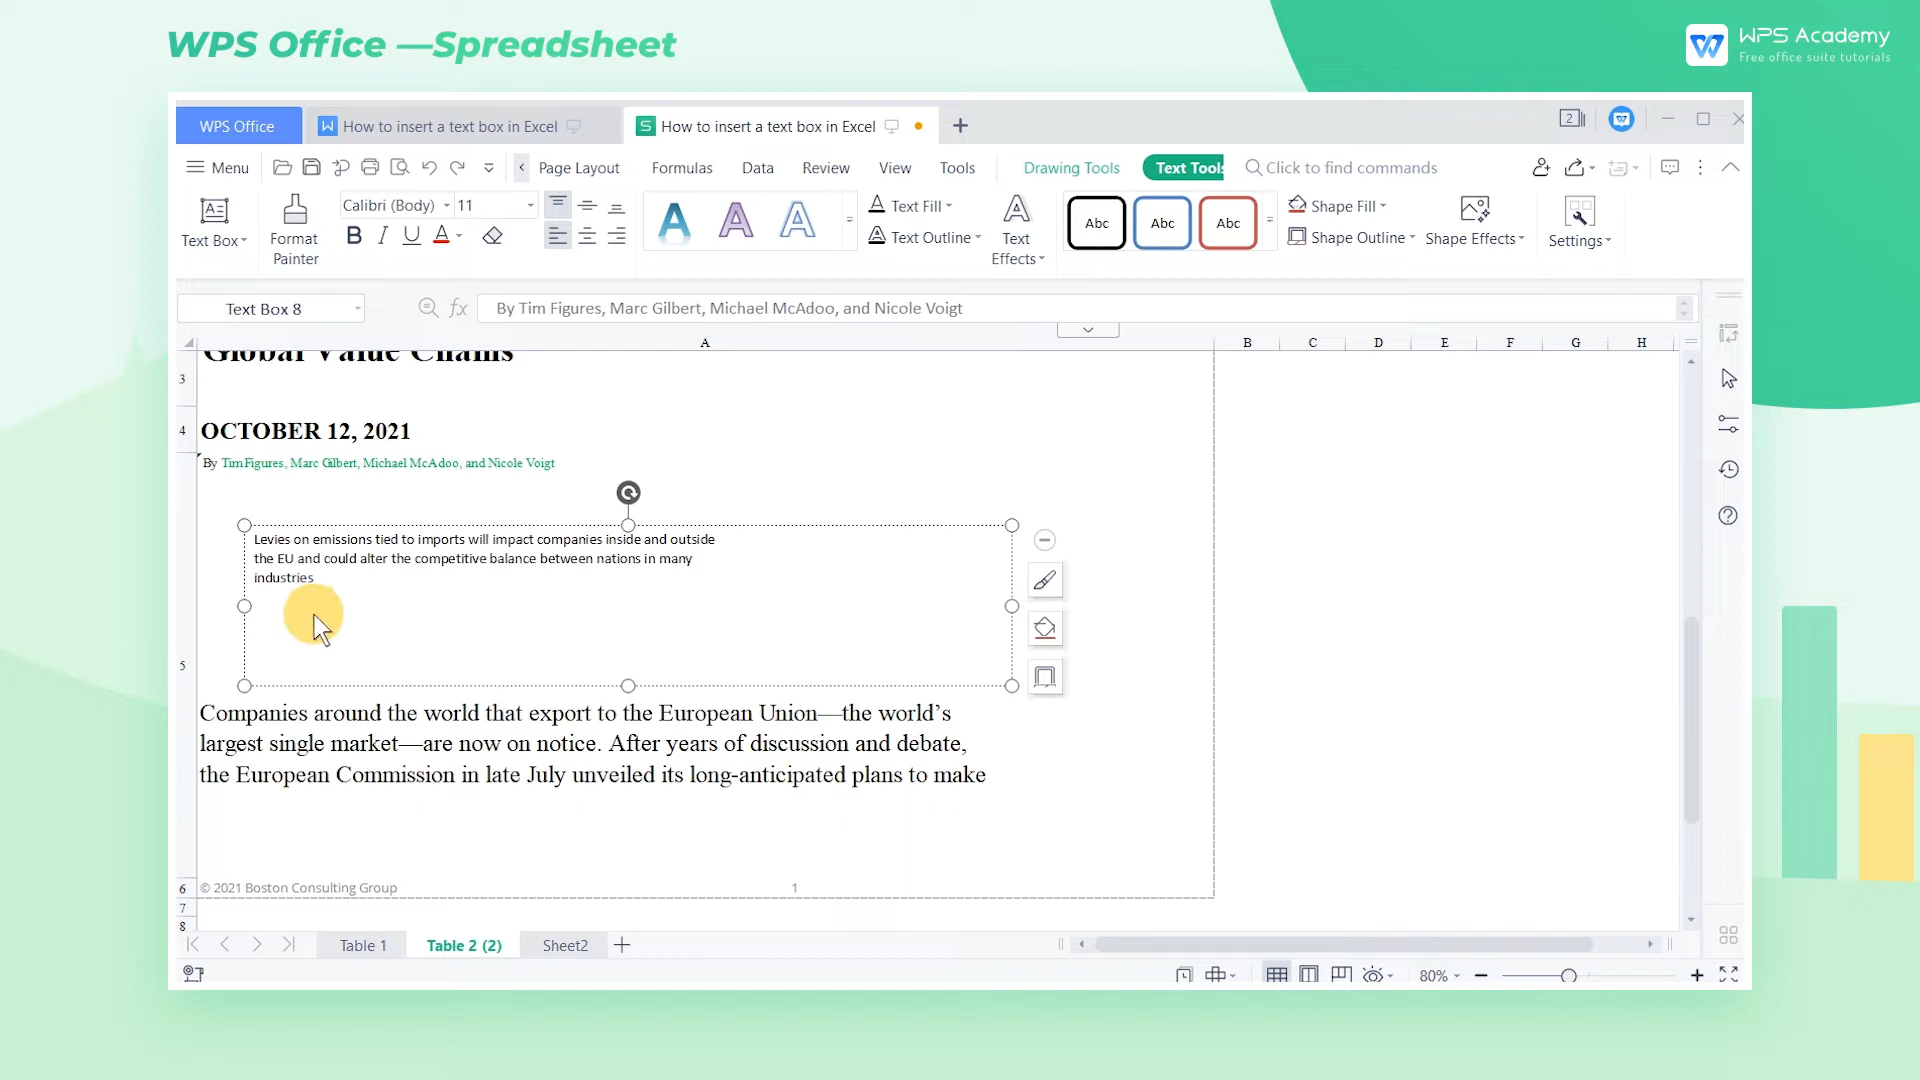 WPS Office —Spreadsheet
WPS Academy
Free office suite tutorials
WPS Office
How to insert a text box in Excel
How to insert a text box in Excel
2
Menu
Page Layout
Formulas
Data
Review
View
Tools
Drawing Tools
Text Tools
Click to find commands
Text Box
Format Painter
Calibri (Body)
11
B I U A
A A A
Text Fill
Text Outline
Text Effects
Abc
Abc
Abc
Shape Fill
Shape Outline
Shape Effects
Settings
Text Box 8
fx
By Tim Figures, Marc Gilbert, Michael McAdoo, and Nicole Voigt
A B C D E F G H
Global Value Chains
3
4
OCTOBER 12, 2021
By Tim Figures, Marc Gilbert, Michael McAdoo, and Nicole Voigt
Levies on emissions tied to imports will impact companies inside and outside
the EU and could alter the competitive balance between nations in many
industries
5
Companies around the world that export to the European Union—the world’s
largest single market—are now on notice. After years of discussion and debate,
the European Commission in late July unveiled its long-anticipated plans to make
6
© 2021 Boston Consulting Group
1
7
8
Table 1
Table 2 (2)
Sheet2
80%